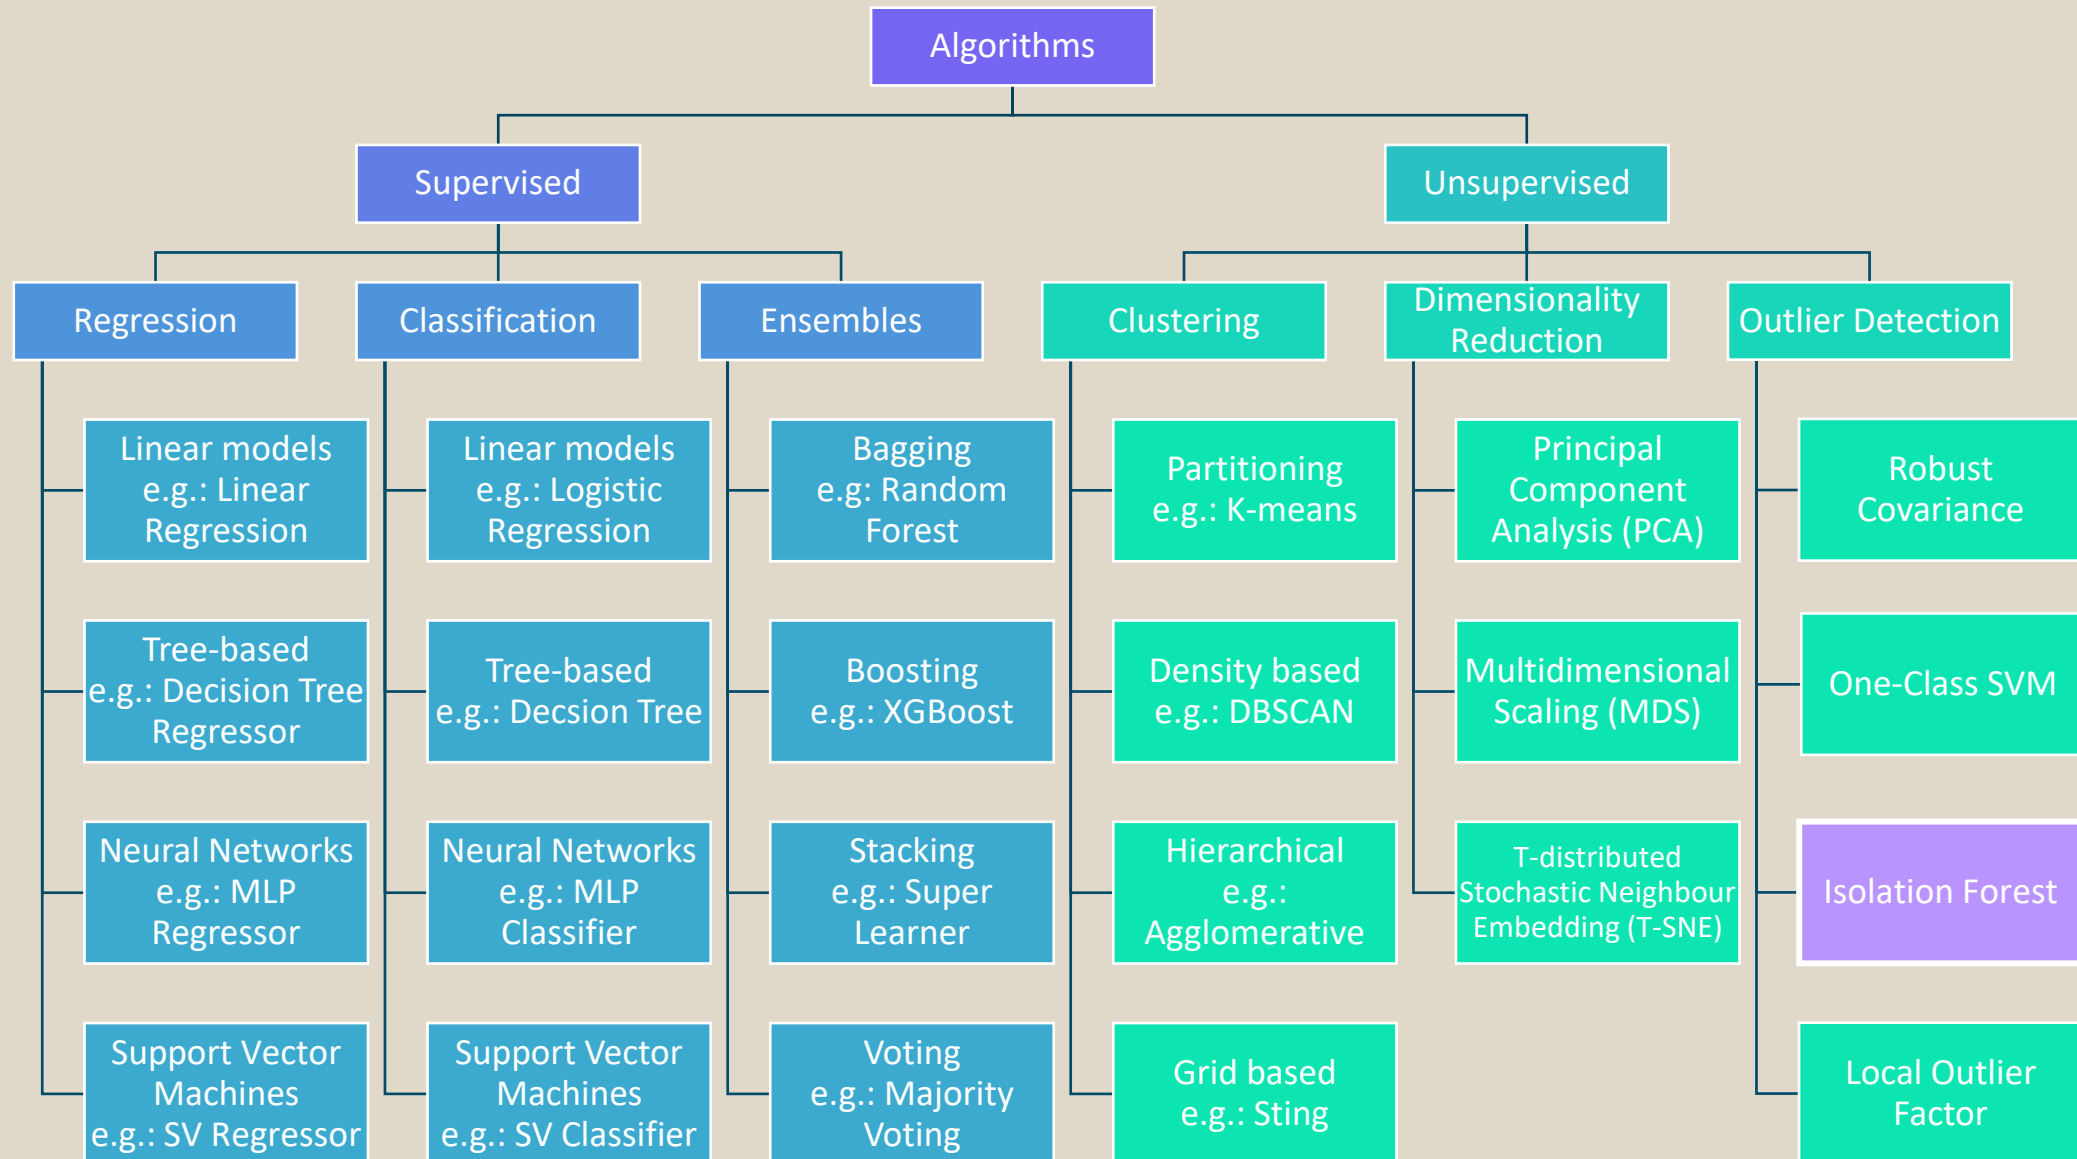 Algorithms
Supervised
Unsupervised
Regression
Classification
Ensembles
Clustering
Dimensionality
Reduction
Outlier Detection
Linear models
e.g.: Linear
Regression
Linear models
e.g.: Logistic
Regression
Bagging
e.g: Random
Forest
Partitioning
e.g.: K-means
Principal
Component
Analysis (PCA)
Robust
Covariance
Tree-based
e.g.: Decision Tree
Regressor
Tree-based
e.g.: Decsion Tree
Boosting
e.g.: XGBoost
Density based
e.g.: DBSCAN
Multidimensional
Scaling (MDS)
One-Class SVM
Neural Networks
e.g.: MLP
Regressor
Neural Networks
e.g.: MLP
Classifier
Stacking
e.g.: Super
Learner
Hierarchical
e.g.:
Agglomerative
T-distributed
Stochastic Neighbour
Embedding (T-SNE)
Isolation Forest
Support Vector
Machines
e.g.: SV Regressor
Support Vector
Machines
e.g.: SV Classifier
Voting
e.g.: Majority
Voting
Grid based
e.g.: Sting
Local Outlier
Factor